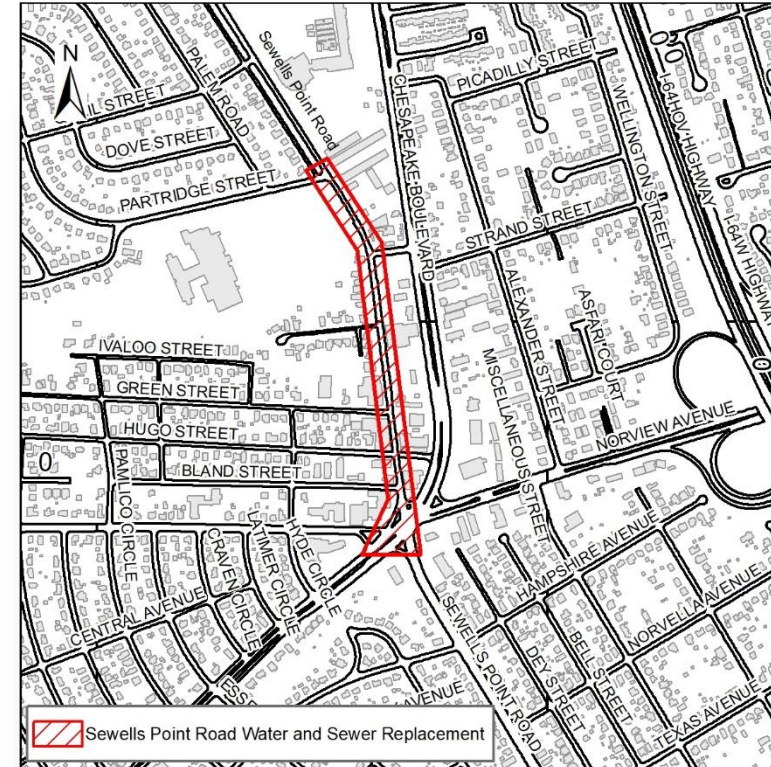 N
IL STREET
PALEM ROAD
Sewells Point Road
DOVE STREET
PARTRIDGE STREET
CHESAPEAKE BOULEVARD
PICADILLY STREET
WELLINGTON STREET
I-64HOV HIGHWAY
I-64W HIGHWAY
STRAND STREET
ALEXANDER STREET
ASFARI COURT
MISCELLANEOUS STREET
NORVIEW AVENUE
IVALOO STREET
GREEN STREET
HUGO STREET
BLAND STREET
PAMLICO CIRCLE
CRAVEN CIRCLE
LATIMER CIRCLE
HYDE CIRCLE
CENTRAL AVENUE
HAMPSHIRE AVENUE
NORVELLA AVENUE
TEXAS AVENUE
BELL STREET
DEY STREET
SEWELLS POINT ROAD
AVENUE
Sewells Point Road Water and Sewer Replacement